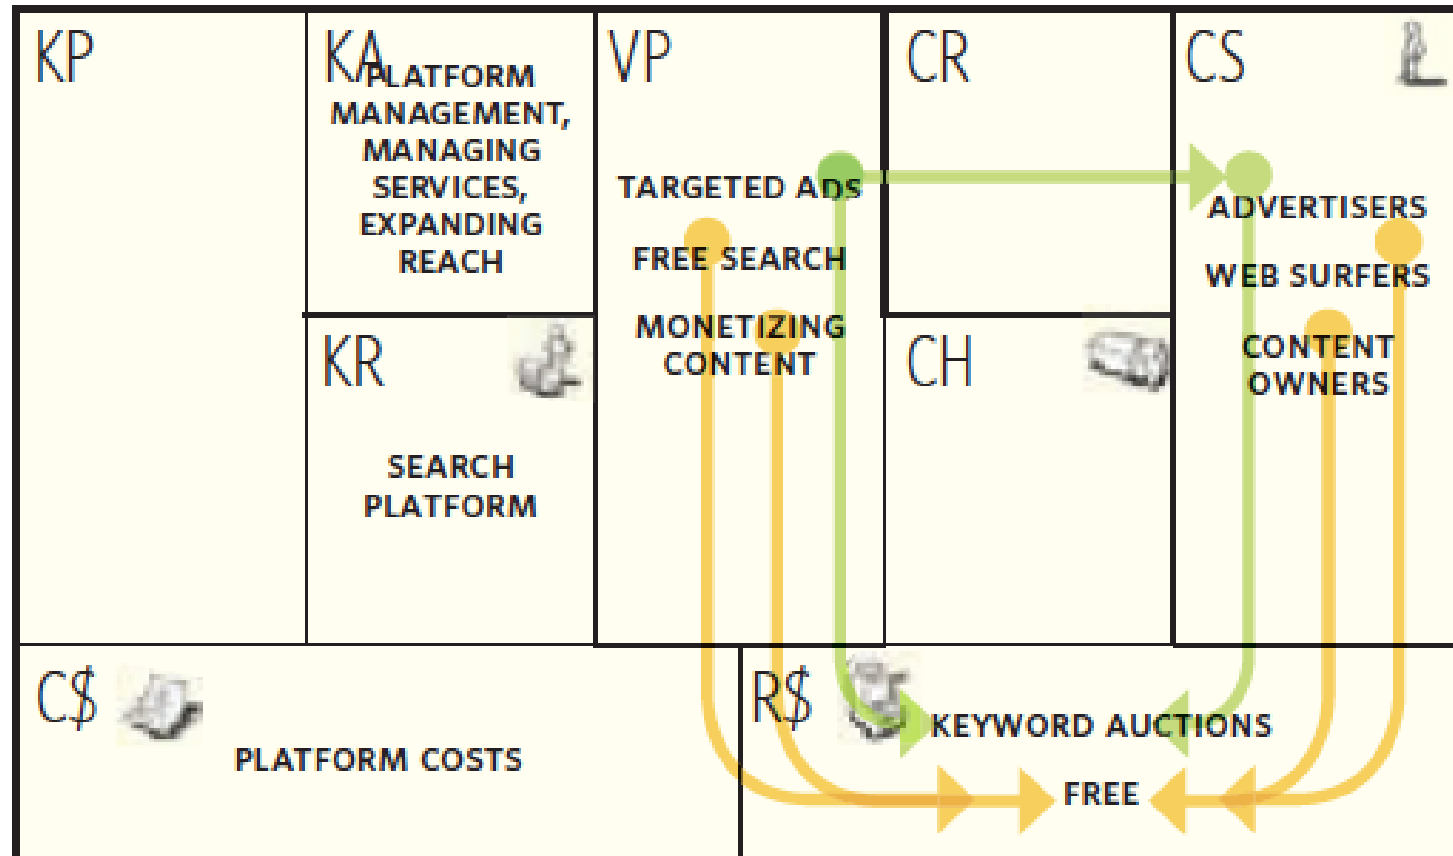 KP
KA
PLATFORM
MANAGEMENT,
MANAGING
SERVICES,
EXPANDING
REACH
KR
SEARCH
PLATFORM
VP
TARGETED ADS
FREE SEARCH
MONETIZING
CONTENT
CR
CH
CS
ADVERTISERS
WEB SURFERS
CONTENT
OWNERS
C$
PLATFORM COSTS
R$
KEYWORD AUCTIONS
FREE